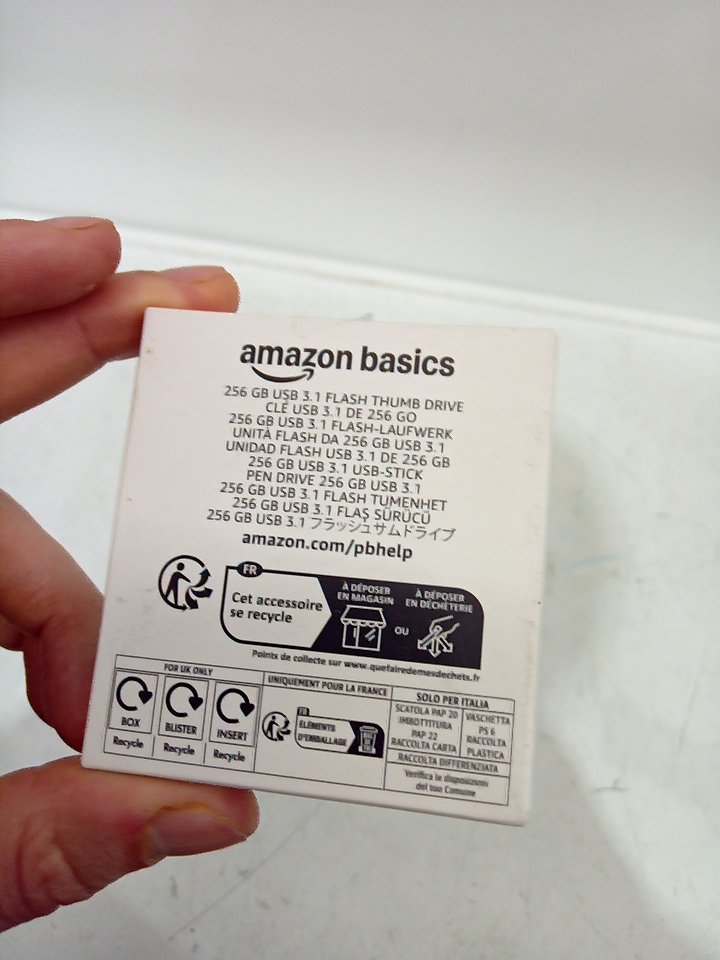 amazon basics
256 GB USB 3.1 FLASH THUMB DRIVE
CLÉ USB 3.1 DE 256 GO
256 GB USB 3.1 FLASH-LAUFWERK
UNITÀ FLASH DA 256 GB USB 3.1
UNIDAD FLASH USB 3.1 DE 256 GB
256 GB USB 3.1 USB-STICK
PEN DRIVE 256 GB USB 3.1
256 GB USB 3.1 FLASH TÜMENHET
256 GB USB 3.1 FLAŞ SÜRÜCÜ
256 GB USB 3.1 フラッシュサムドライブ
amazon.com/pbhelp
FR
Cet accessoire
se recycle
À DÉPOSER
EN MAGASIN
OU
À DÉPOSER
EN DÉCHÈTERIE
Points de collecte sur www.quefairedemesdechets.fr
FOR UK ONLY
BOX
Recycle
BLISTER
Recycle
INSERT
Recycle
UNIQUEMENT POUR LA FRANCE
FR
ÉLÉMENTS
D'EMBALLAGE
SOLO PER ITALIA
SCATOLA PAP 20
IMBOTTITURA
PAP 22
RACCOLTA CARTA
VASCHETTA
PS 6
RACCOLTA
PLASTICA
RACCOLTA DIFFERENZIATA
Verifica le disposizioni
del tuo Comune